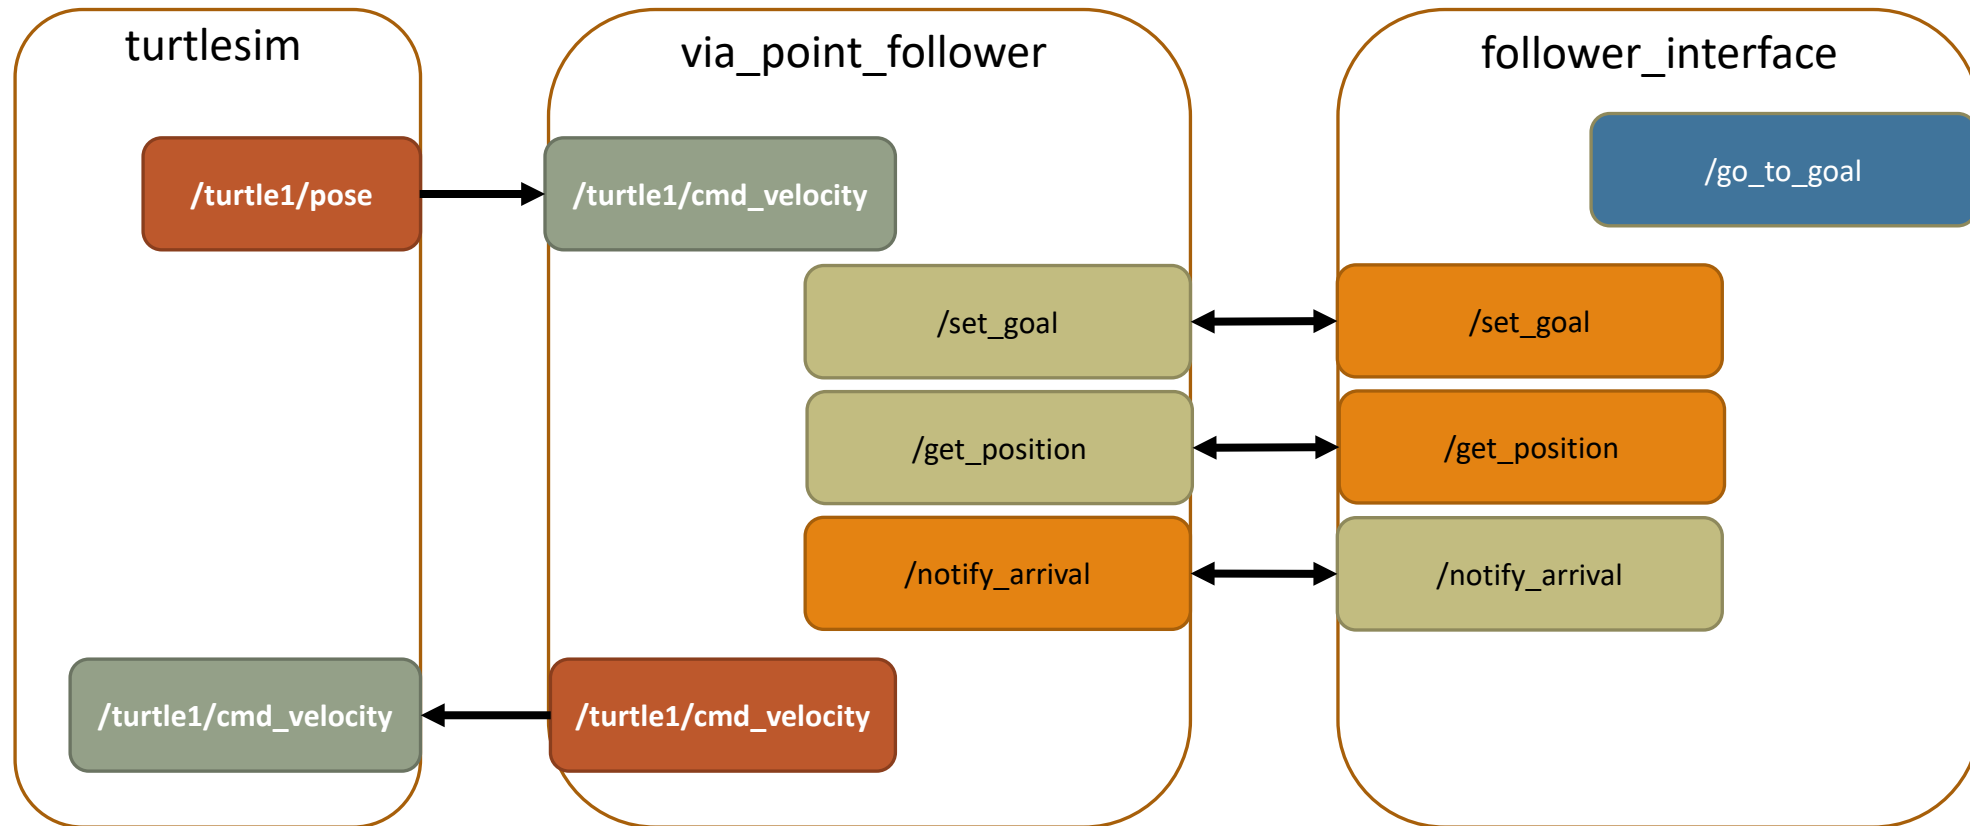 turtlesim
via_point_follower
follower_interface
/turtle1/pose
/turtle1/cmd_velocity
/go_to_goal
/set_goal
/set_goal
/get_position
/get_position
/notify_arrival
/notify_arrival
/turtle1/cmd_velocity
/turtle1/cmd_velocity